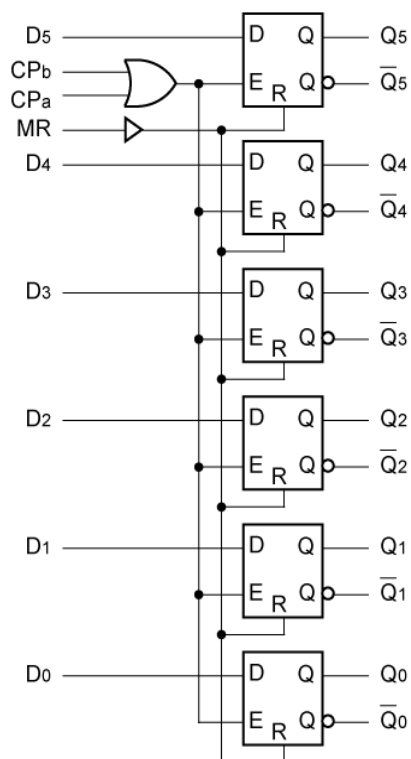 D5 D Q Q5
CPb
CPa E Q Q̅5
MR R
D4 D Q Q4
E Q Q̅4
R
D3 D Q Q3
E Q Q̅3
R
D2 D Q Q2
E Q Q̅2
R
D1 D Q Q1
E Q Q̅1
R
D0 D Q Q0
E Q Q̅0
R